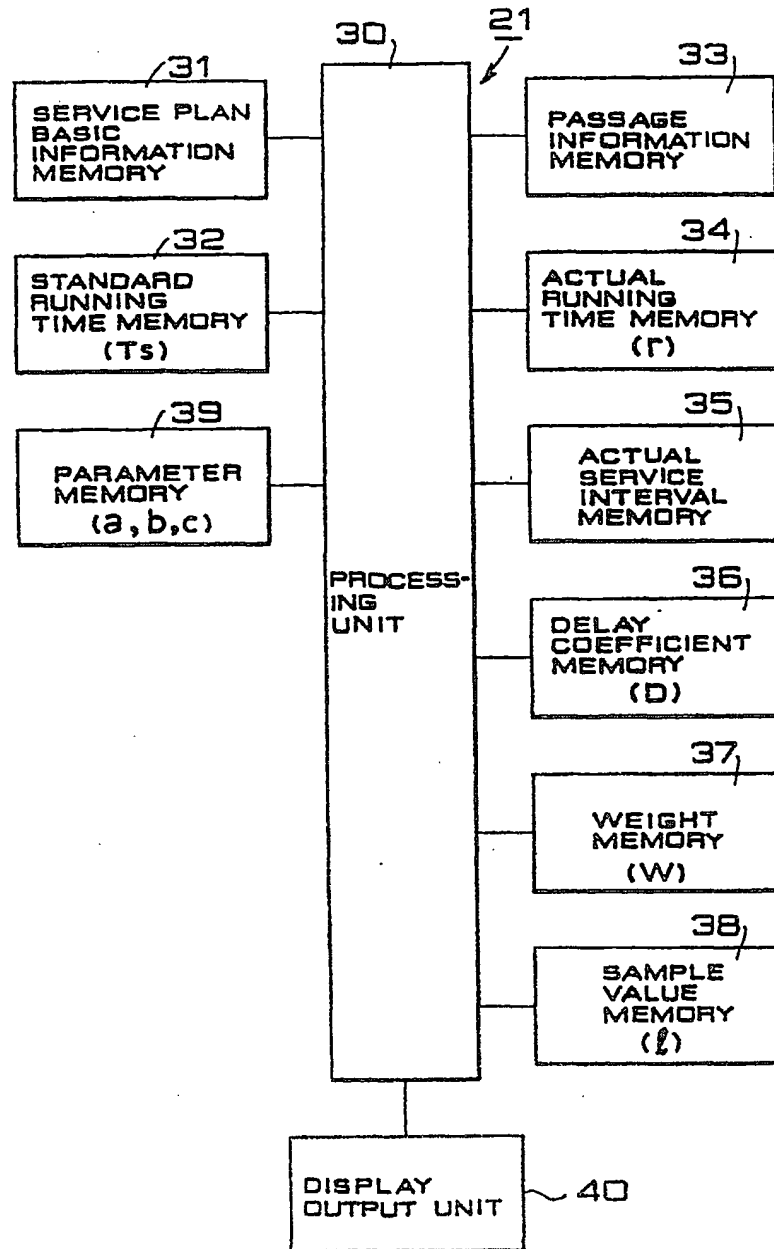 30
21
31
SERVICE PLAN
BASIC
INFORMATION
MEMORY
32
STANDARD
RUNNING
TIME MEMORY
(Ts)
39
PARAMETER
MEMORY
(a,b,c)
PROCESS-
ING
UNIT
33
PASSAGE
INFORMATION
MEMORY
34
ACTUAL
RUNNING
TIME MEMORY
(r)
35
ACTUAL
SERVICE
INTERVAL
MEMORY
36
DELAY
COEFFICIENT
MEMORY
(D)
37
WEIGHT
MEMORY
(W)
38
SAMPLE
VALUE
MEMORY
(ℓ)
DISPLAY
OUTPUT UNIT
40